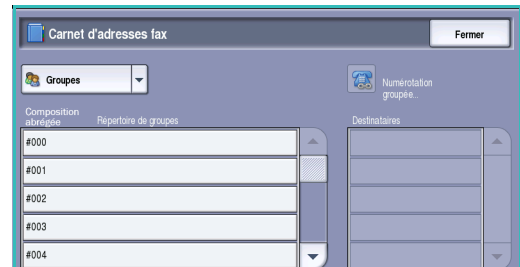 Carnet d'adresses fax
Fermer
Groupes
Numérotation
groupée...
Composition
abrégée
Répertoire de groupes
Destinataires
#000
#001
#002
#003
#004